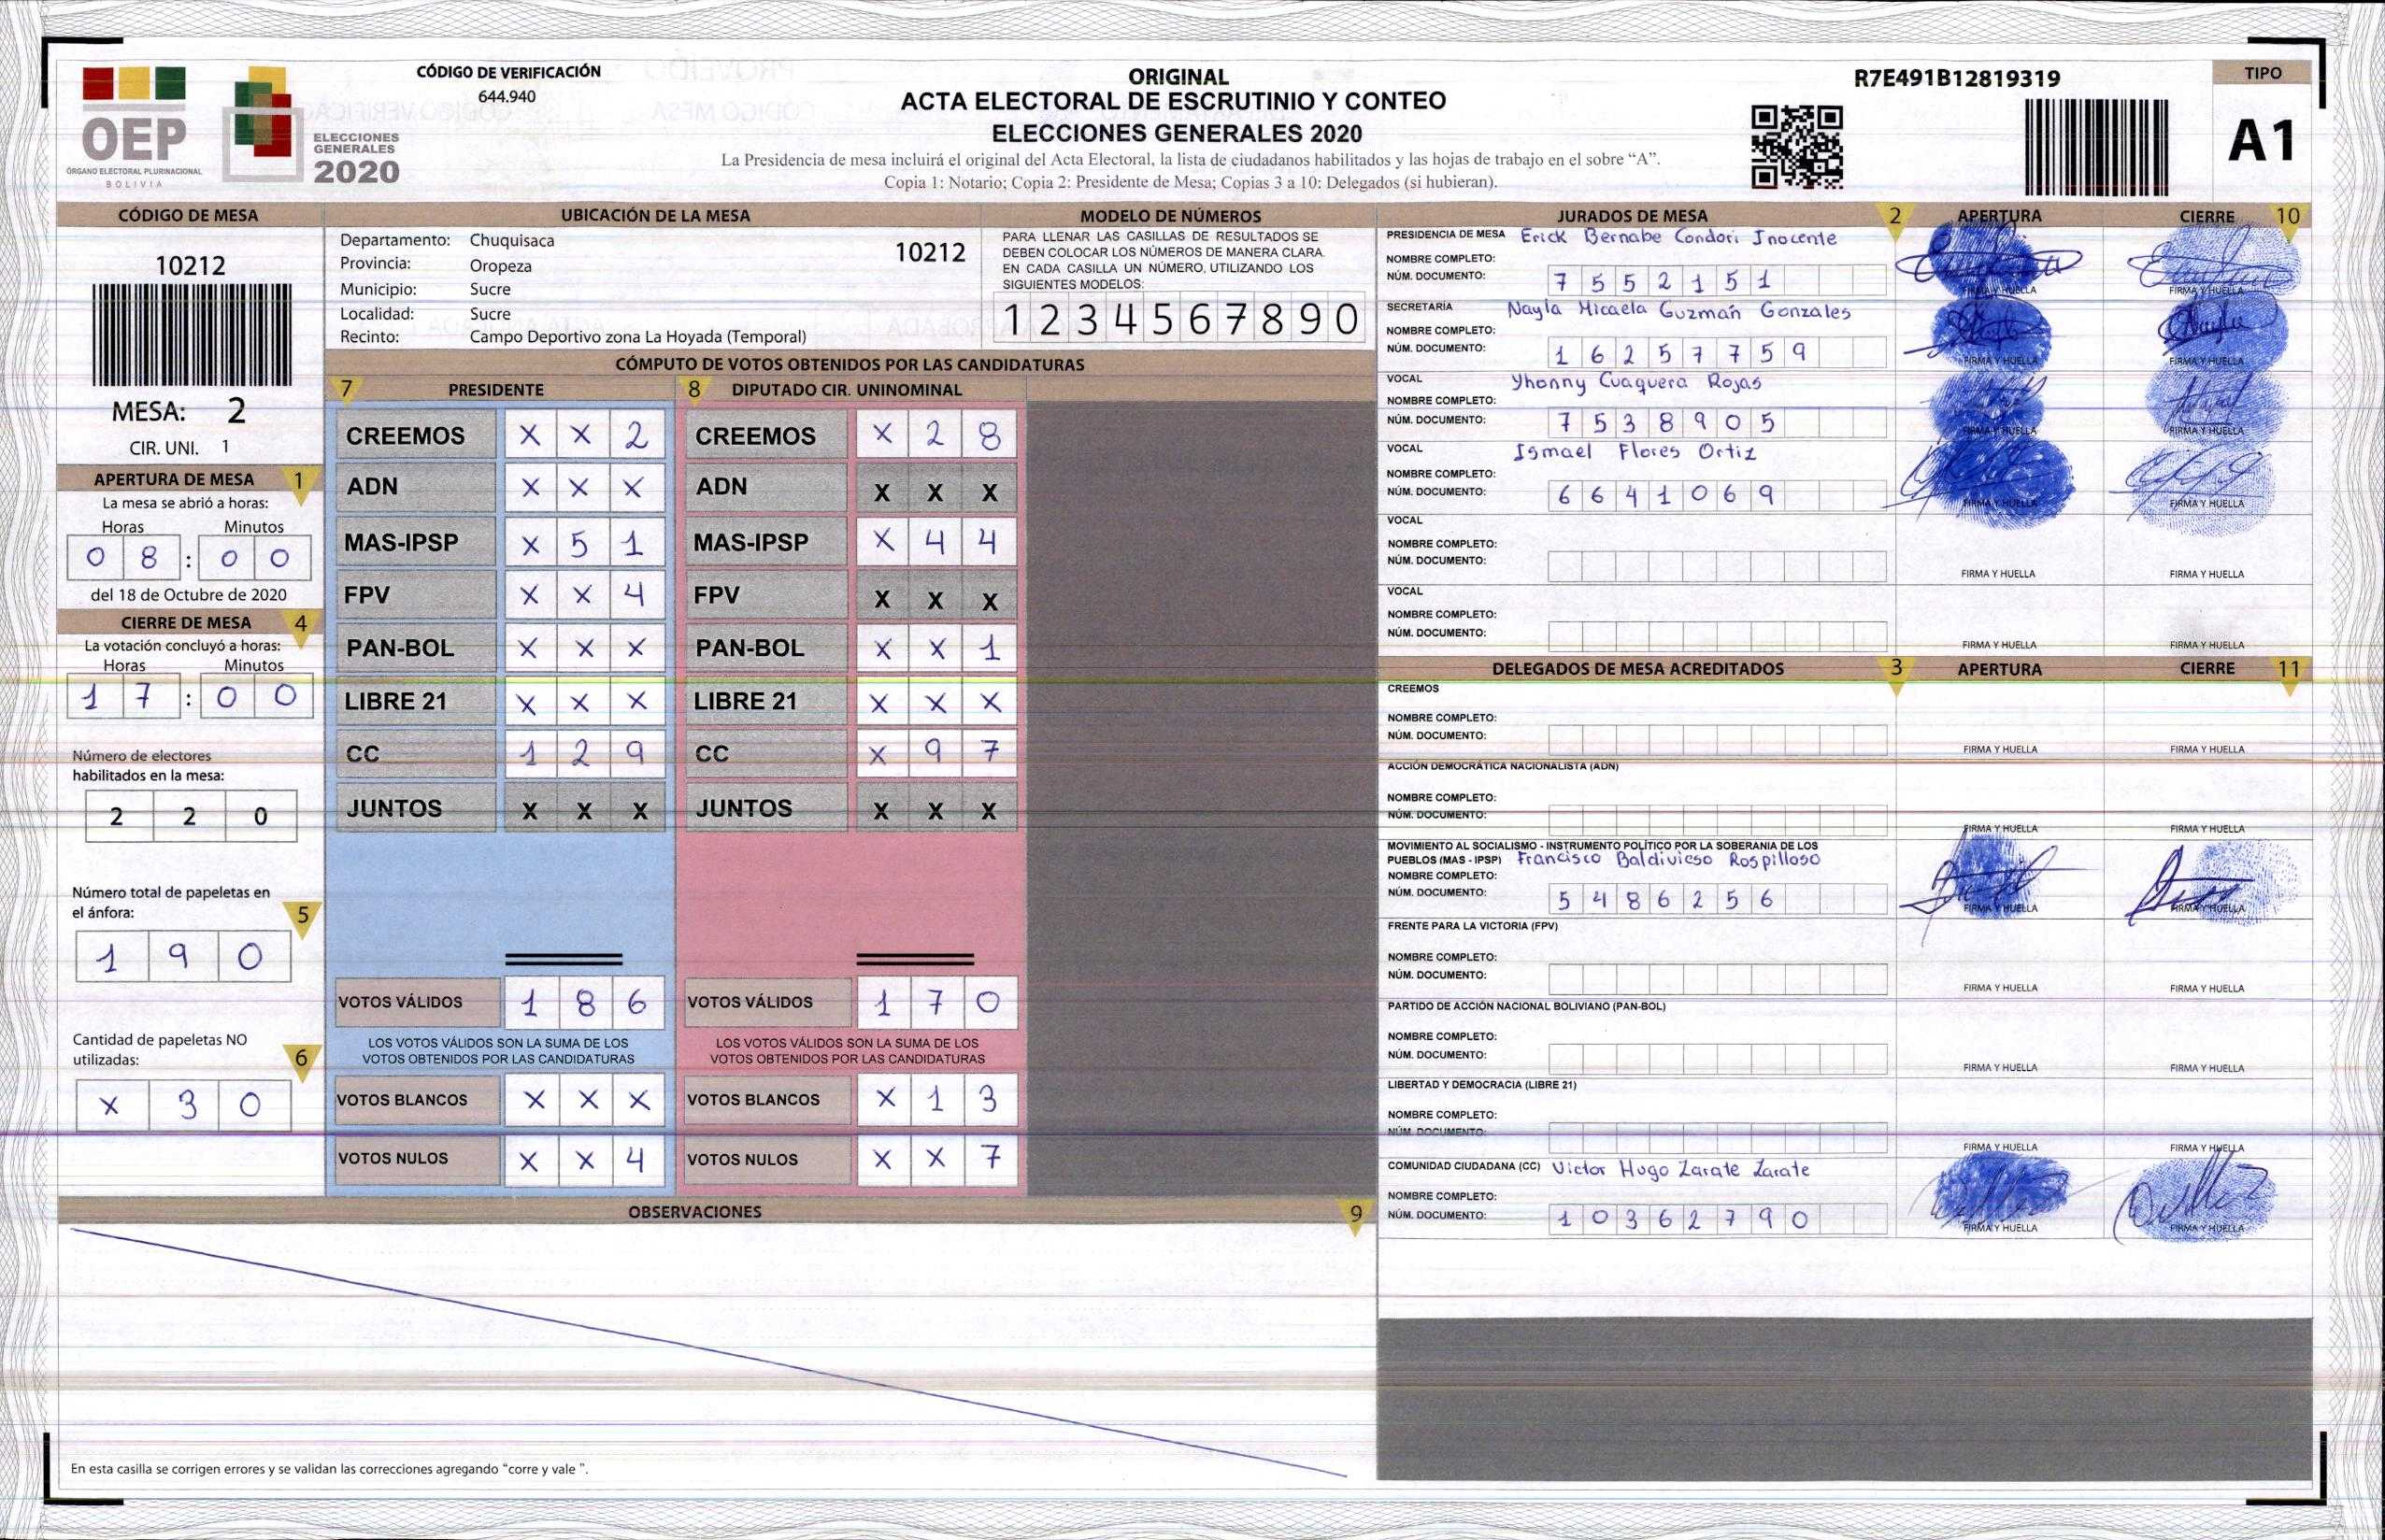 OEP
ÓRGANO ELECTORAL PLURINACIONAL
BOLIVIA
ELECCIONES
GENERALES
2020
CÓDIGO DE VERIFICACIÓN
644.940
ORIGINAL
ACTA ELECTORAL DE ESCRUTINIO Y CONTEO
ELECCIONES GENERALES 2020
La Presidencia de mesa incluirá el original del Acta Electoral, la lista de ciudadanos habilitados y las hojas de trabajo en el sobre “A”.
Copia 1: Notario; Copia 2: Presidente de Mesa; Copias 3 a 10: Delegados (si hubieran).
R7E491B12819319
TIPO
A1
CÓDIGO DE MESA
10212
MESA: 2
CIR. UNI. 1
APERTURA DE MESA 1
La mesa se abrió a horas:
Horas Minutos
0 8 : 0 0
del 18 de Octubre de 2020
CIERRE DE MESA 4
La votación concluyó a horas:
Horas Minutos
1 7 : 0 0
Número de electores
habilitados en la mesa:
2 2 0
Número total de papeletas en
el ánfora: 5
1 9 0
Cantidad de papeletas NO
utilizadas: 6
X 3 0
UBICACIÓN DE LA MESA
Departamento: Chuquisaca 10212
Provincia: Oropeza
Municipio: Sucre
Localidad: Sucre
Recinto: Campo Deportivo zona La Hoyada (Temporal)
MODELO DE NÚMEROS
PARA LLENAR LAS CASILLAS DE RESULTADOS SE
DEBEN COLOCAR LOS NÚMEROS DE MANERA CLARA.
EN CADA CASILLA UN NÚMERO, UTILIZANDO LOS
SIGUIENTES MODELOS:
1 2 3 4 5 6 7 8 9 0
CÓMPUTO DE VOTOS OBTENIDOS POR LAS CANDIDATURAS
7 PRESIDENTE 8 DIPUTADO CIR. UNINOMINAL
CREEMOS X X 2 CREEMOS X 2 8
ADN X X X ADN X X X
MAS-IPSP X 5 1 MAS-IPSP X 4 4
FPV X X 4 FPV X X X
PAN-BOL X X X PAN-BOL X X 1
LIBRE 21 X X X LIBRE 21 X X X
CC 1 2 9 CC X 9 7
JUNTOS X X X JUNTOS X X X
VOTOS VÁLIDOS 1 8 6 VOTOS VÁLIDOS 1 7 0
LOS VOTOS VÁLIDOS SON LA SUMA DE LOS LOS VOTOS VÁLIDOS SON LA SUMA DE LOS
VOTOS OBTENIDOS POR LAS CANDIDATURAS VOTOS OBTENIDOS POR LAS CANDIDATURAS
VOTOS BLANCOS X X X VOTOS BLANCOS X 1 3
VOTOS NULOS X X 4 VOTOS NULOS X X 7
OBSERVACIONES 9
En esta casilla se corrigen errores y se validan las correcciones agregando “corre y vale ”.
JURADOS DE MESA 2 APERTURA CIERRE 10
PRESIDENCIA DE MESA Erick Bernabe Condori Inocente
NOMBRE COMPLETO:
NÚM. DOCUMENTO: 7 5 5 2 1 5 1 FIRMA Y HUELLA FIRMA Y HUELLA
SECRETARÍA Nayla Micaela Guzmán Gonzales
NOMBRE COMPLETO:
NÚM. DOCUMENTO: 1 6 2 5 7 7 5 9 FIRMA Y HUELLA FIRMA Y HUELLA
VOCAL Yhonny Cuaquera Rojas
NOMBRE COMPLETO:
NÚM. DOCUMENTO: 7 5 3 8 9 0 5 FIRMA Y HUELLA FIRMA Y HUELLA
VOCAL Ismael Flores Ortiz
NOMBRE COMPLETO:
NÚM. DOCUMENTO: 6 6 4 1 0 6 9 FIRMA Y HUELLA FIRMA Y HUELLA
VOCAL
NOMBRE COMPLETO:
NÚM. DOCUMENTO: FIRMA Y HUELLA FIRMA Y HUELLA
VOCAL
NOMBRE COMPLETO:
NÚM. DOCUMENTO: FIRMA Y HUELLA FIRMA Y HUELLA
DELEGADOS DE MESA ACREDITADOS 3 APERTURA CIERRE 11
CREEMOS
NOMBRE COMPLETO:
NÚM. DOCUMENTO: FIRMA Y HUELLA FIRMA Y HUELLA
ACCIÓN DEMOCRÁTICA NACIONALISTA (ADN)
NOMBRE COMPLETO:
NÚM. DOCUMENTO: FIRMA Y HUELLA FIRMA Y HUELLA
MOVIMIENTO AL SOCIALISMO - INSTRUMENTO POLÍTICO POR LA SOBERANIA DE LOS
PUEBLOS (MAS - IPSP) Francisco Baldivieso Rospilloso
NOMBRE COMPLETO:
NÚM. DOCUMENTO: 5 4 8 6 2 5 6 FIRMA Y HUELLA FIRMA Y HUELLA
FRENTE PARA LA VICTORIA (FPV)
NOMBRE COMPLETO:
NÚM. DOCUMENTO: FIRMA Y HUELLA FIRMA Y HUELLA
PARTIDO DE ACCIÓN NACIONAL BOLIVIANO (PAN-BOL)
NOMBRE COMPLETO:
NÚM. DOCUMENTO: FIRMA Y HUELLA FIRMA Y HUELLA
LIBERTAD Y DEMOCRACIA (LIBRE 21)
NOMBRE COMPLETO:
NÚM. DOCUMENTO: FIRMA Y HUELLA FIRMA Y HUELLA
COMUNIDAD CIUDADANA (CC) Victor Hugo Zarate Zarate
NOMBRE COMPLETO:
NÚM. DOCUMENTO: 1 0 3 6 2 7 9 0 FIRMA Y HUELLA FIRMA Y HUELLA